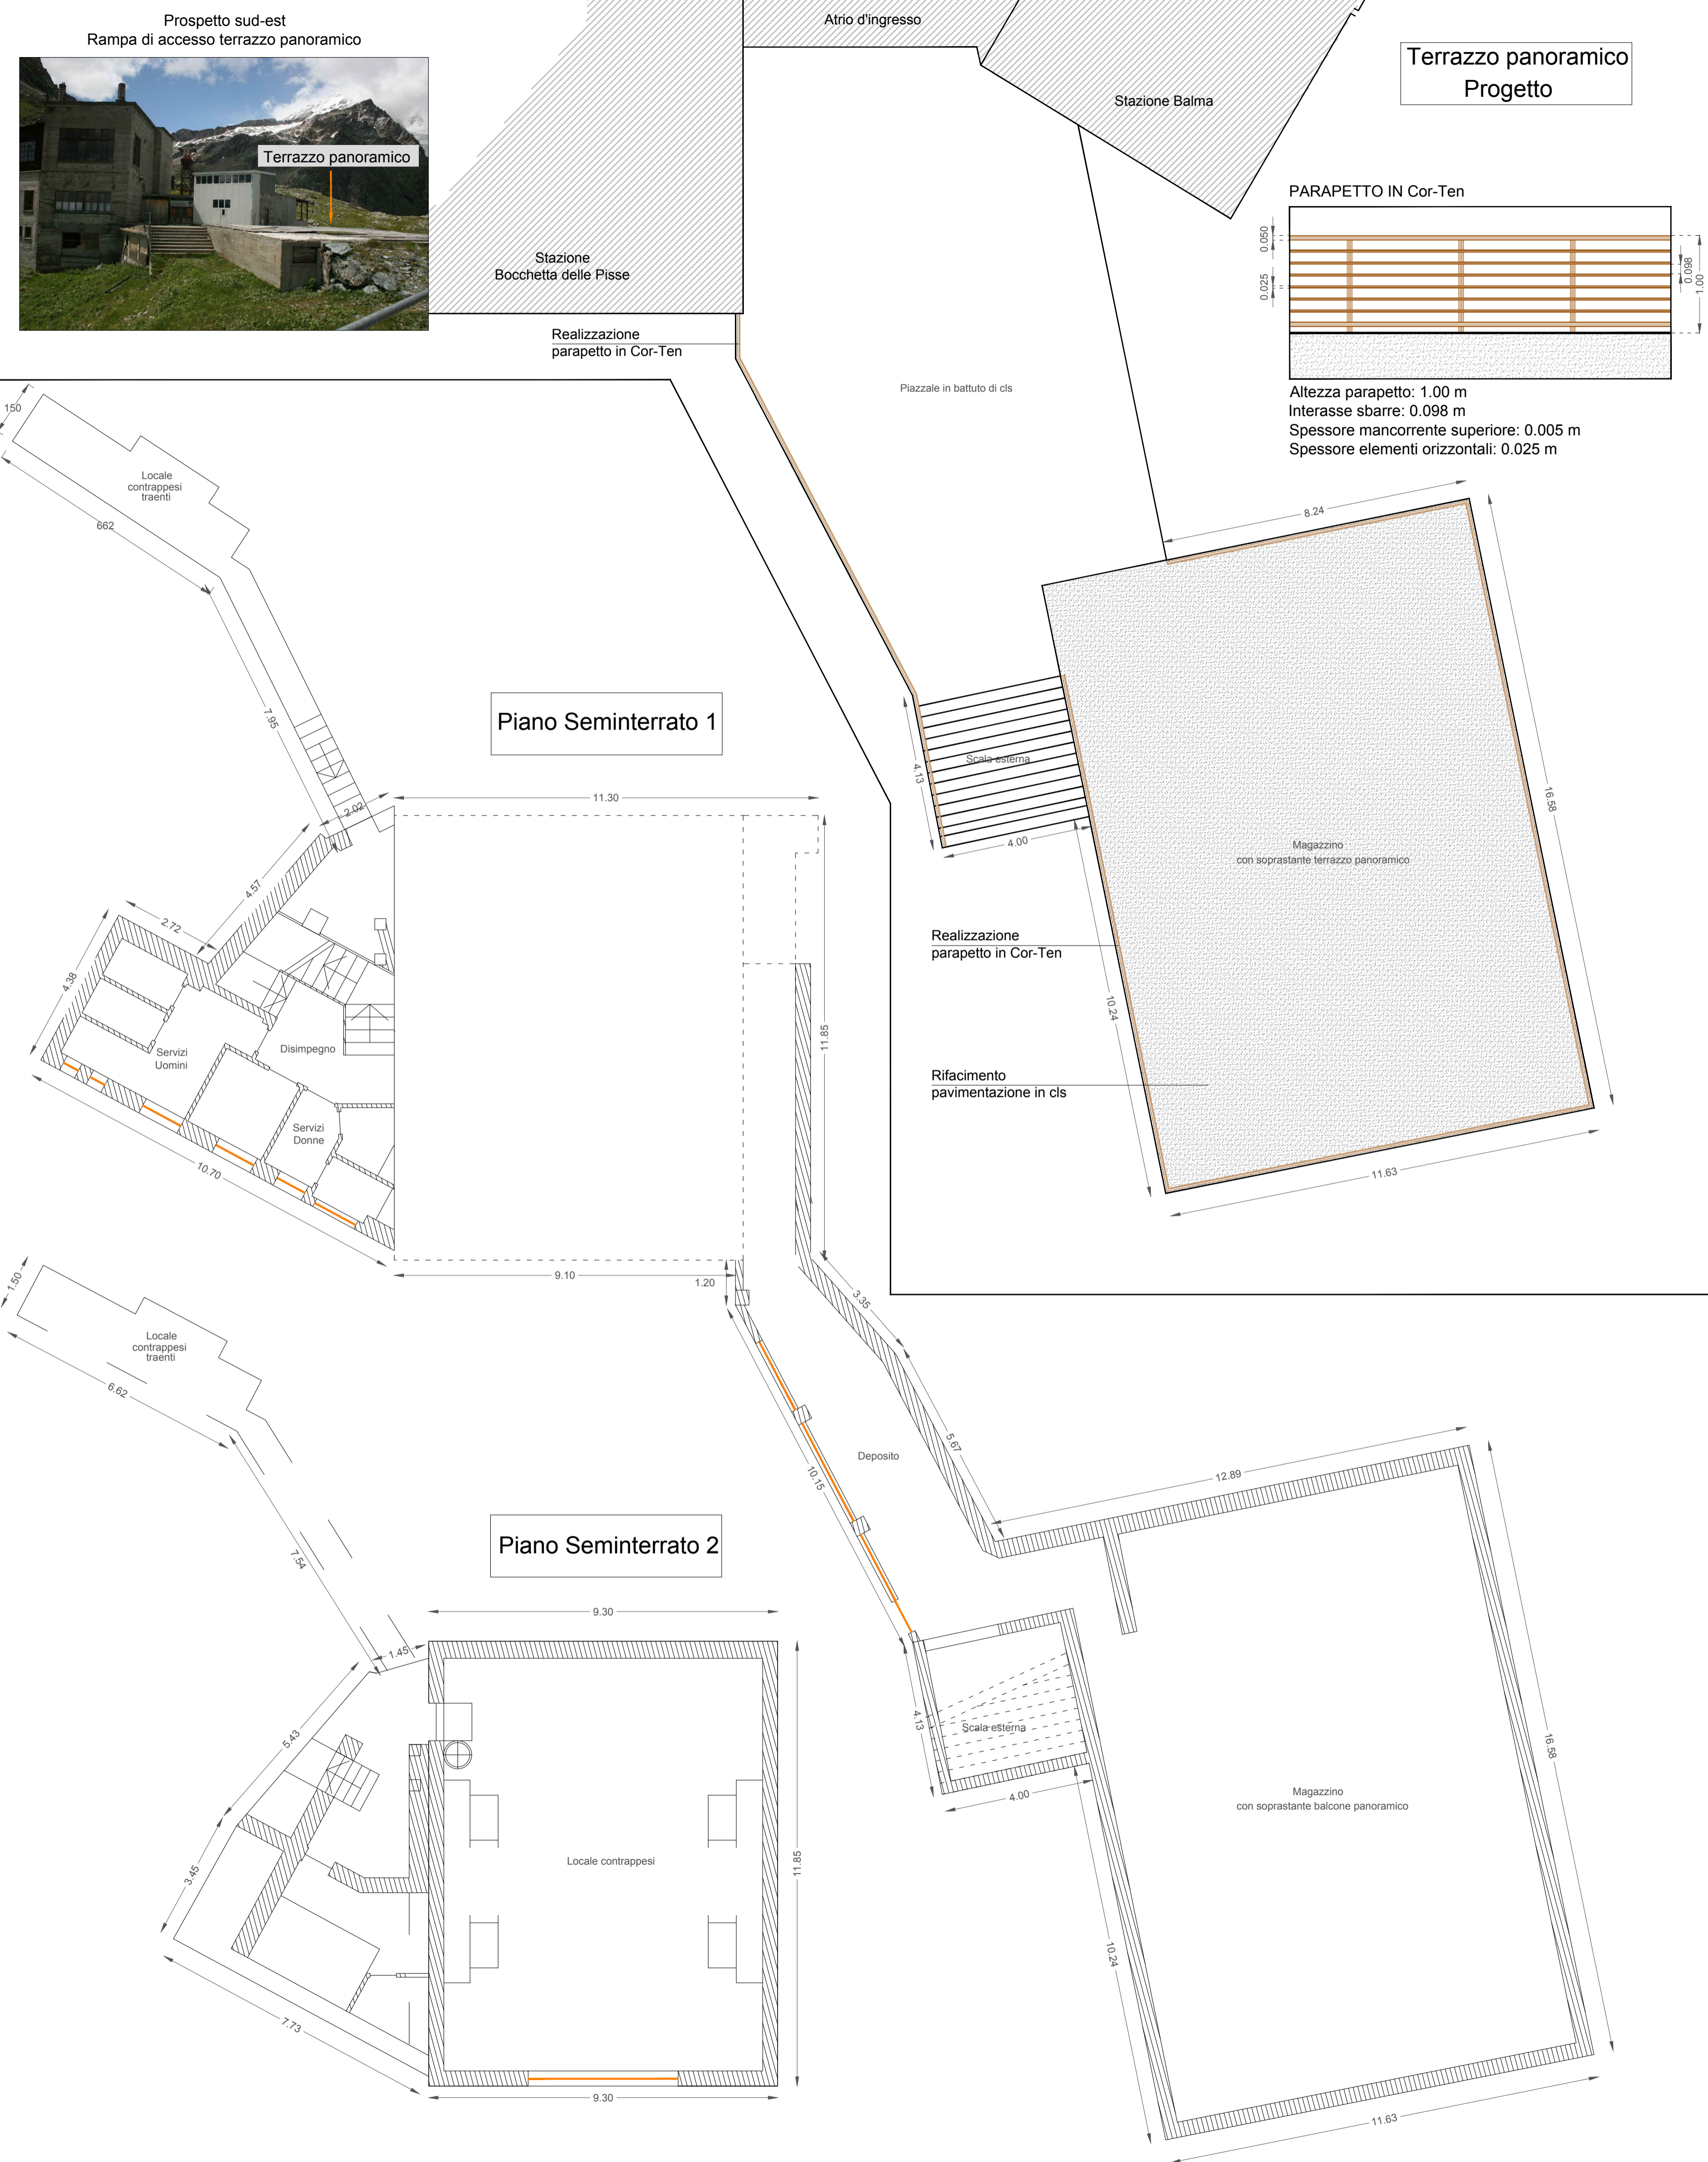 Prospetto sud-est
Rampa di accesso terrazzo panoramico
Terrazzo panoramico
Atrio d'ingresso
Stazione Balma
Stazione
Bocchetta delle Pisse
Terrazzo panoramico
Progetto
PARAPETTO IN Cor-Ten
0.050
0.025
0.098
1.00
Altezza parapetto: 1.00 m
Interasse sbarre: 0.098 m
Spessore mancorrente superiore: 0.005 m
Spessore elementi orizzontali: 0.025 m
Realizzazione
parapetto in Cor-Ten
Piazzale in battuto di cls
8.24
16.58
4.13
Scala esterna
4.00
Magazzino
con soprastante terrazzo panoramico
Realizzazione
parapetto in Cor-Ten
10.24
Rifacimento
pavimentazione in cls
11.63
150
Locale
contrappesi
traenti
662
7.95
Piano Seminterrato 1
2.02
11.30
4.57
2.72
4.38
Servizi
Uomini
Disimpegno
Servizi
Donne
10.70
11.85
9.10
1.20
3.35
5.67
10.15
Deposito
12.89
4.13
Scala esterna
4.00
16.58
Magazzino
con soprastante balcone panoramico
10.24
11.63
1.50
Locale
contrappesi
traenti
6.62
7.54
Piano Seminterrato 2
9.30
1.45
5.43
3.45
Locale contrappesi
11.85
7.73
9.30